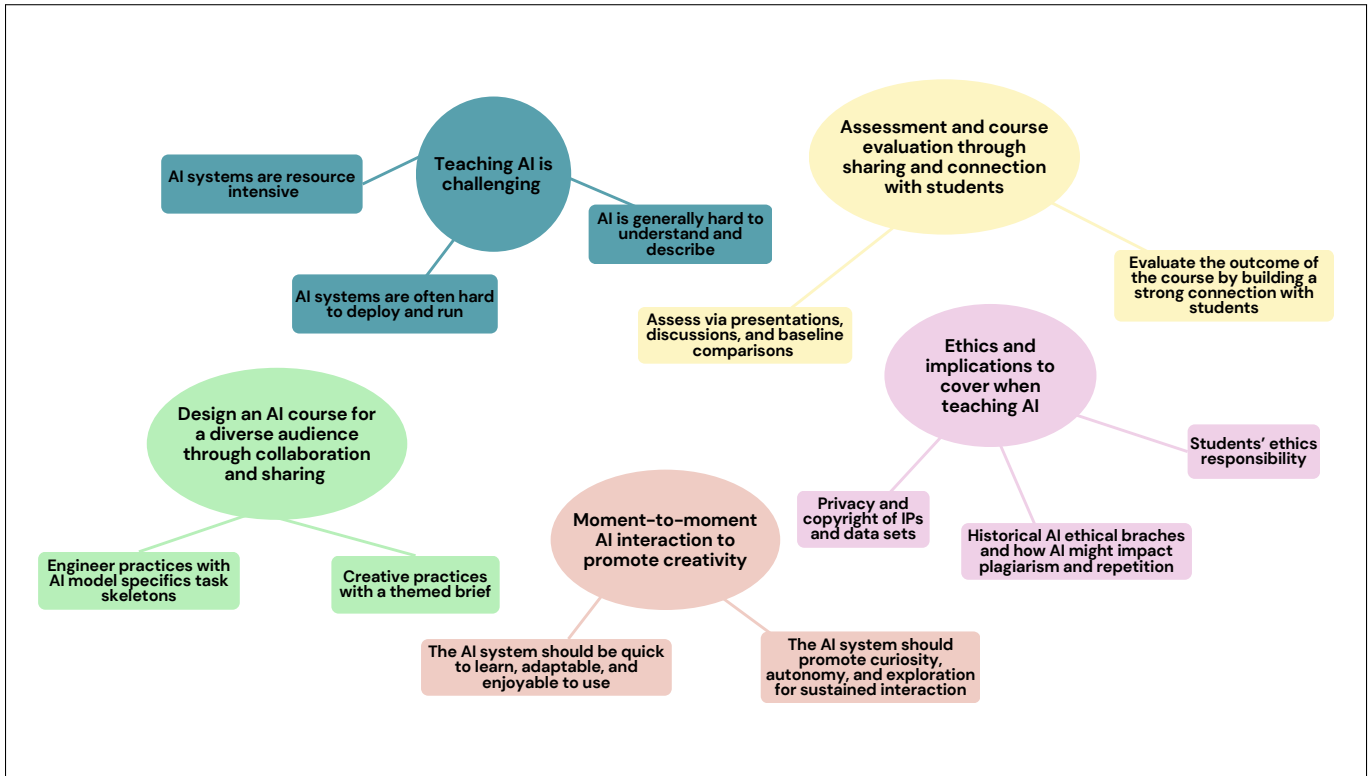 Teaching AI is
challenging
AI systems are resource
intensive
AI is generally hard to
understand and
describe
AI systems are often hard
to deploy and run
Assessment and course
evaluation through
sharing and connection
with students
Assess via presentations,
discussions, and baseline
comparisons
Evaluate the outcome of
the course by building a
strong connection with
students
Design an AI course for
a diverse audience
through collaboration
and sharing
Engineer practices with
AI model specifics task
skeletons
Creative practices
with a themed brief
Moment-to-moment
AI interaction to
promote creativity
The AI system should be quick
to learn, adaptable, and
enjoyable to use
The AI system should
promote curiosity,
autonomy, and exploration
for sustained interaction
Ethics and
implications to
cover when
teaching AI
Privacy and
copyright of IPs
and data sets
Historical AI ethical braches
and how AI might impact
plagiarism and repetition
Students’ ethics
responsibility